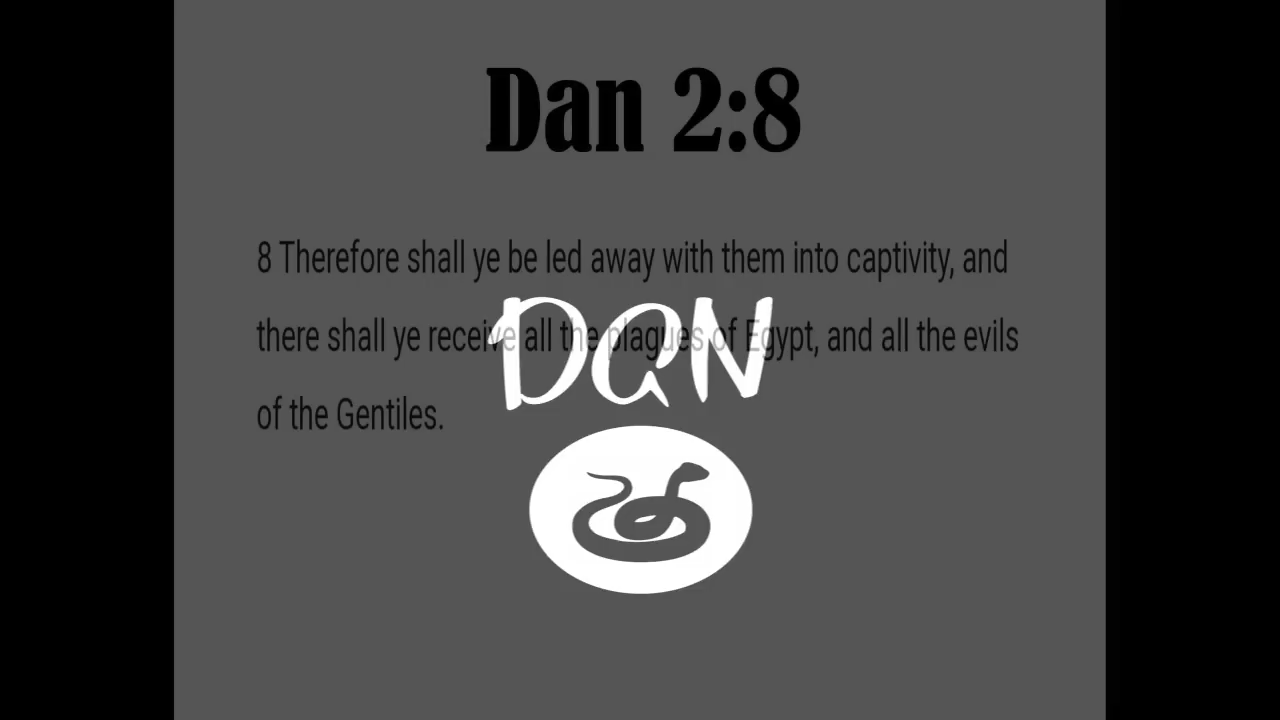 Dan 2:8
8 Therefore shall ye be led away with them into captivity, and
there shall ye receive all the plagues of Egypt, and all the evils
of the Gentiles.
DAN